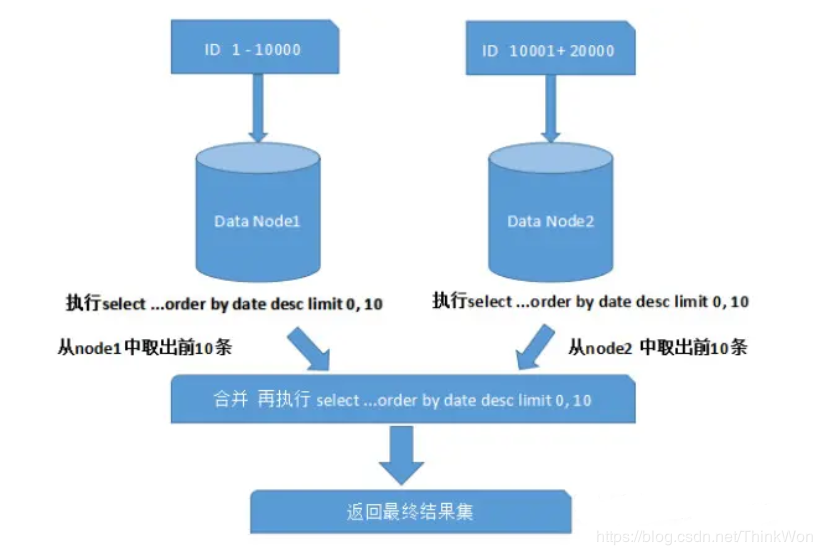 ID 1 - 10000
ID 10001+ 20000
Data Node1
Data Node2
执行select ...order by date desc limit 0, 10
执行select ...order by date desc limit 0, 10
从node1中取出前10条
从node2 中取出前10条
合并 再执行 select ...order by date desc limit 0, 10
返回最终结果集
https://blog.csdn.net/ThinkWon